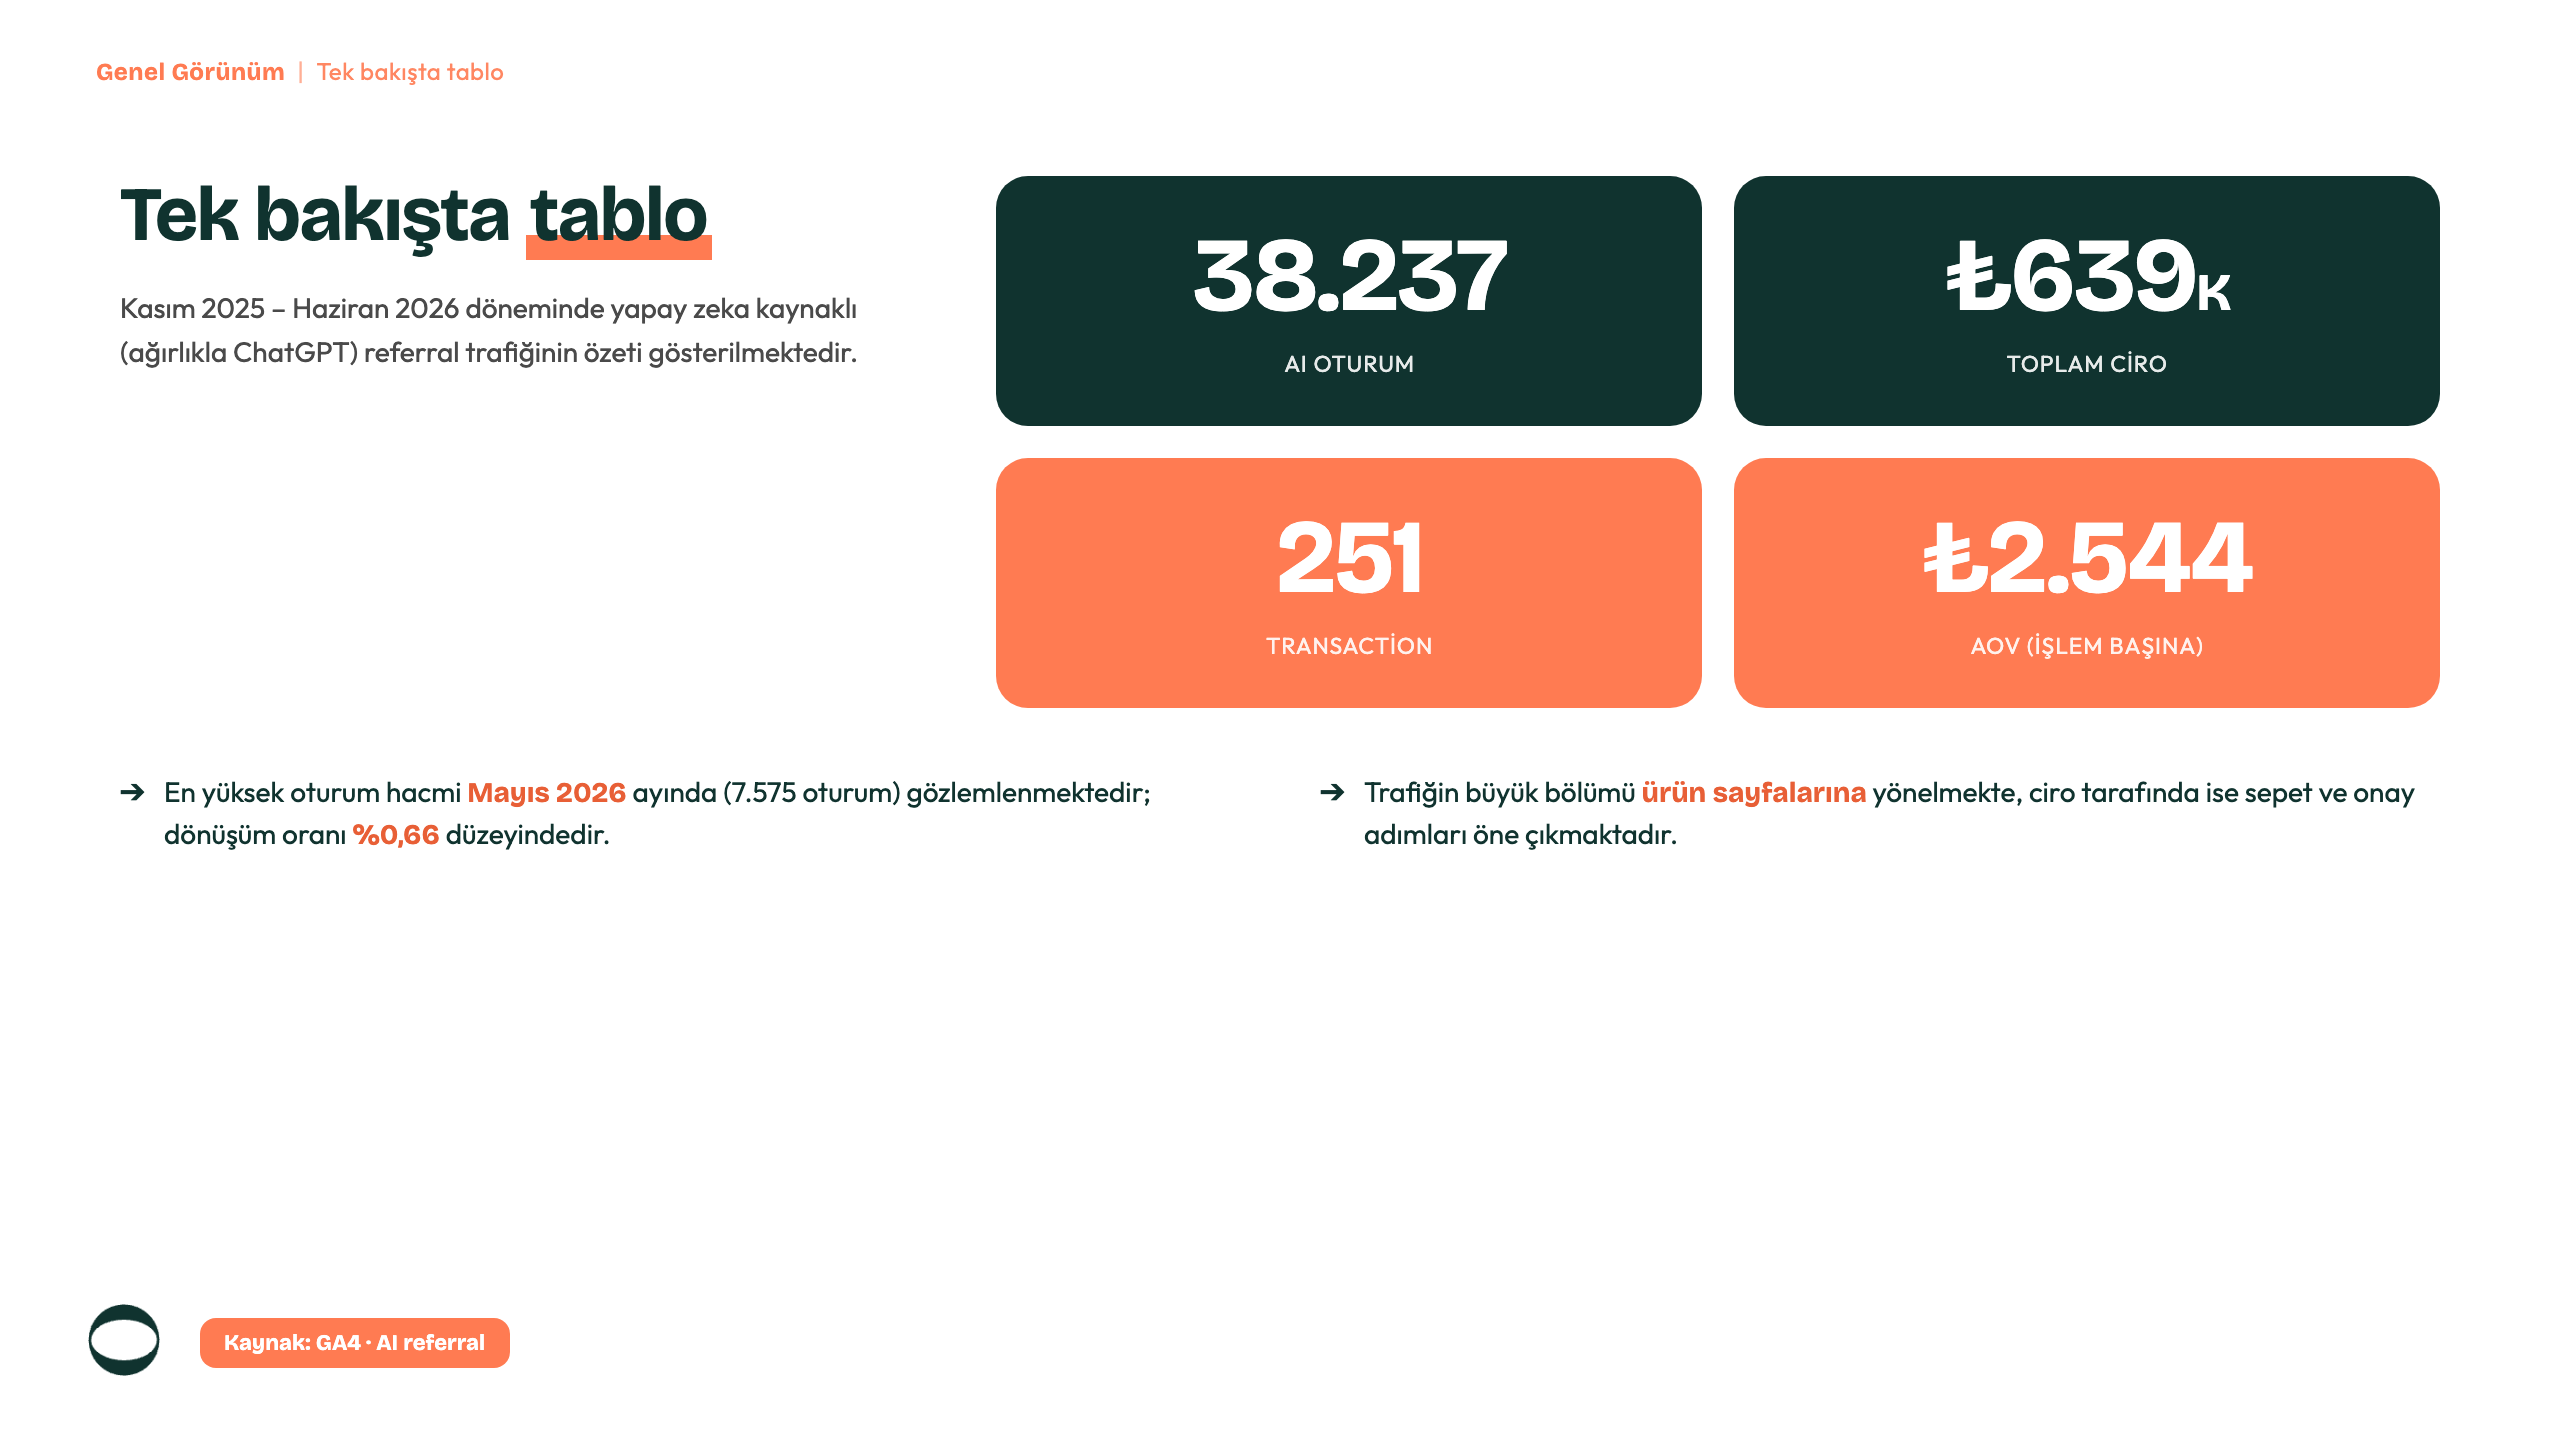 Genel Görünüm | Tek bakışta tablo
Tek bakışta tablo
Kasım 2025 – Haziran 2026 döneminde yapay zeka kaynaklı
(ağırlıkla ChatGPT) referral trafiğinin özeti gösterilmektedir.
38.237
AI OTURUM
₺639K
TOPLAM CİRO
251
TRANSACTİON
₺2.544
AOV (İŞLEM BAŞINA)
➔ En yüksek oturum hacmi Mayıs 2026 ayında (7.575 oturum) gözlemlenmektedir;
dönüşüm oranı %0,66 düzeyindedir.
➔ Trafiğin büyük bölümü ürün sayfalarına yönelmekte, ciro tarafında ise sepet ve onay
adımları öne çıkmaktadır.
Kaynak: GA4 · AI referral